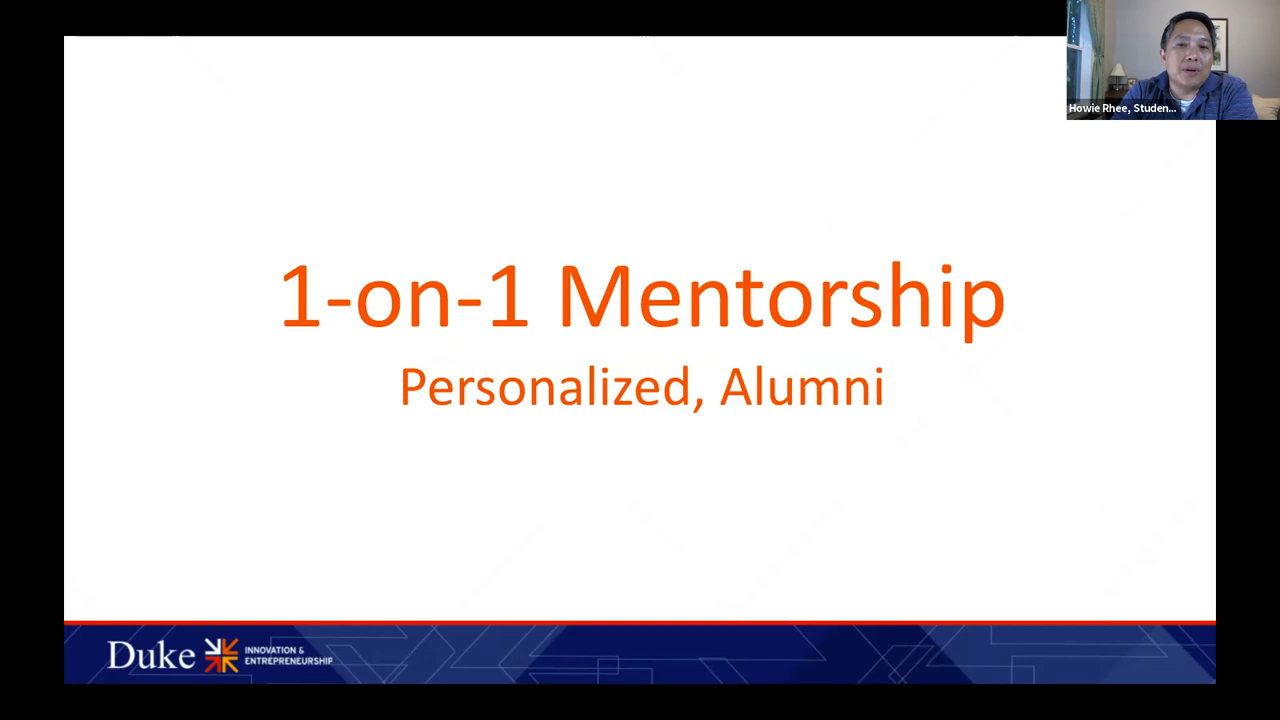 Howie Rhee, Studen...
1-on-1 Mentorship
Personalized, Alumni
Duke
INNOVATION &
ENTREPRENEURSHIP